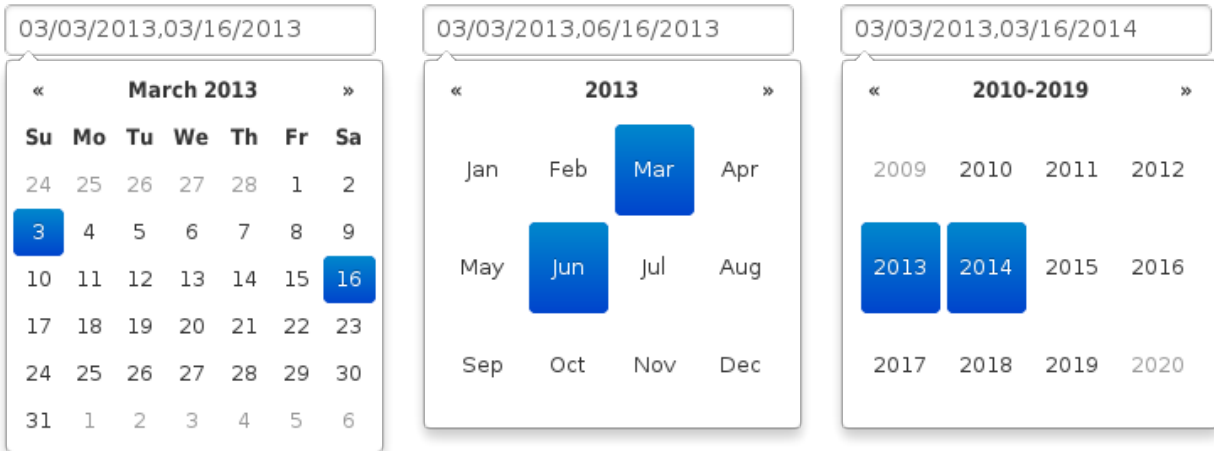 03/03/2013,03/16/2013
« March 2013 »
Su Mo Tu We Th Fr Sa
24 25 26 27 28 1 2
3 4 5 6 7 8 9
10 11 12 13 14 15 16
17 18 19 20 21 22 23
24 25 26 27 28 29 30
31 1 2 3 4 5 6
03/03/2013,06/16/2013
« 2013 »
Jan Feb Mar Apr
May Jun Jul Aug
Sep Oct Nov Dec
03/03/2013,03/16/2014
« 2010-2019 »
2009 2010 2011 2012
2013 2014 2015 2016
2017 2018 2019 2020